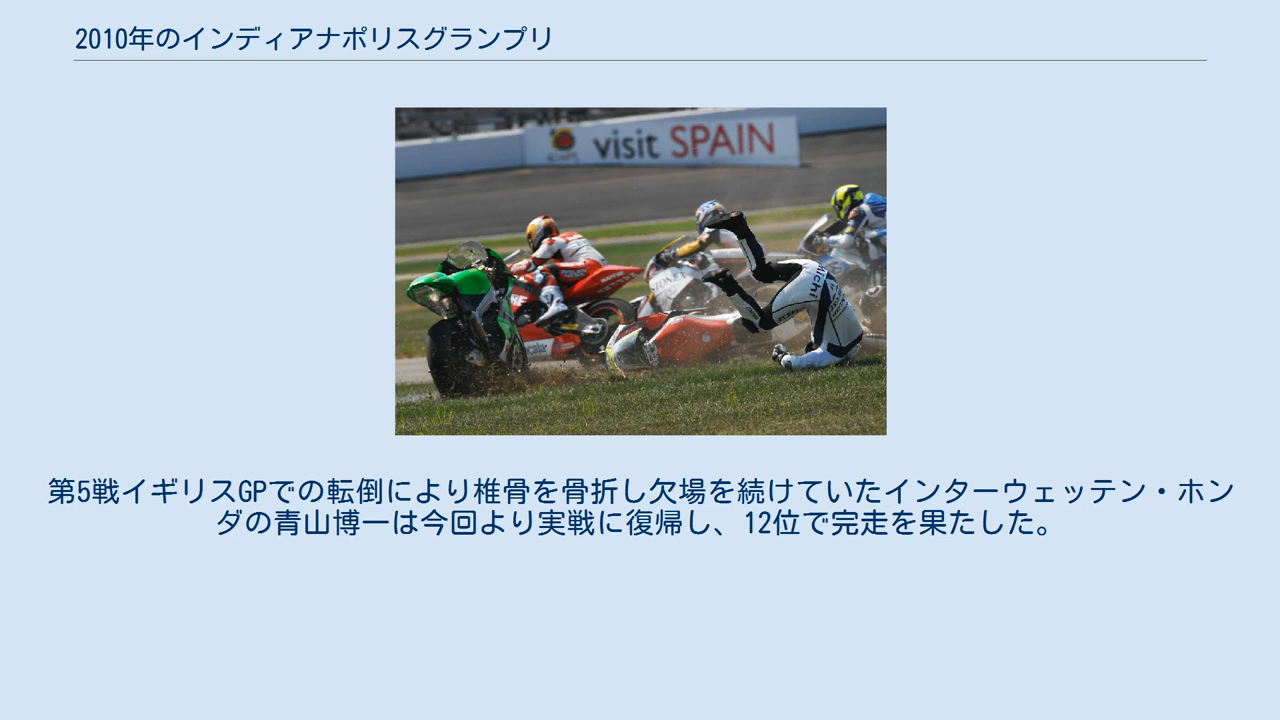 2010年のインディアナポリスグランプリ
visit SPAIN
第5戦イギリスGPでの転倒により椎骨を骨折し欠場を続けていたインターウェッテン・ホン
ダの青山博一は今回より実戦に復帰し、12位で完走を果たした。